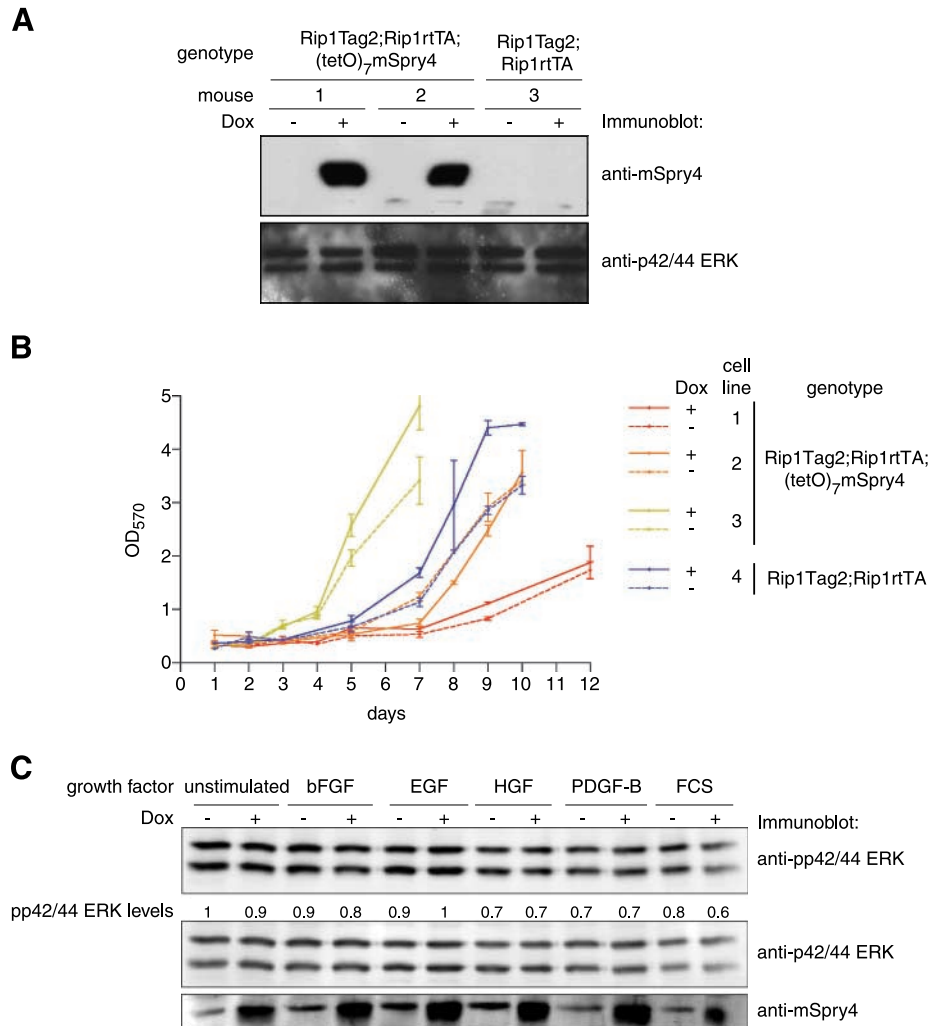 A
genotype Rip1Tag2;Rip1rtTA; (tetO)7mSpry4 Rip1Tag2; Rip1rtTA
mouse 1 2 3
Dox - + - + - + Immunoblot:
anti-mSpry4
anti-p42/44 ERK
B
OD570
5
4
3
2
1
0
0 1 2 3 4 5 6 7 8 9 10 12
days
Dox cell line genotype
+ 1
-
+ 2 Rip1Tag2;Rip1rtTA;
- (tetO)7mSpry4
+ 3
-
+ 4 Rip1Tag2;Rip1rtTA
-
C
growth factor unstimulated bFGF EGF HGF PDGF-B FCS
Dox - + - + - + - + - + - + Immunoblot:
anti-pp42/44 ERK
pp42/44 ERK levels 1 0.9 0.9 0.8 0.9 1 0.7 0.7 0.7 0.7 0.8 0.6
anti-p42/44 ERK
anti-mSpry4